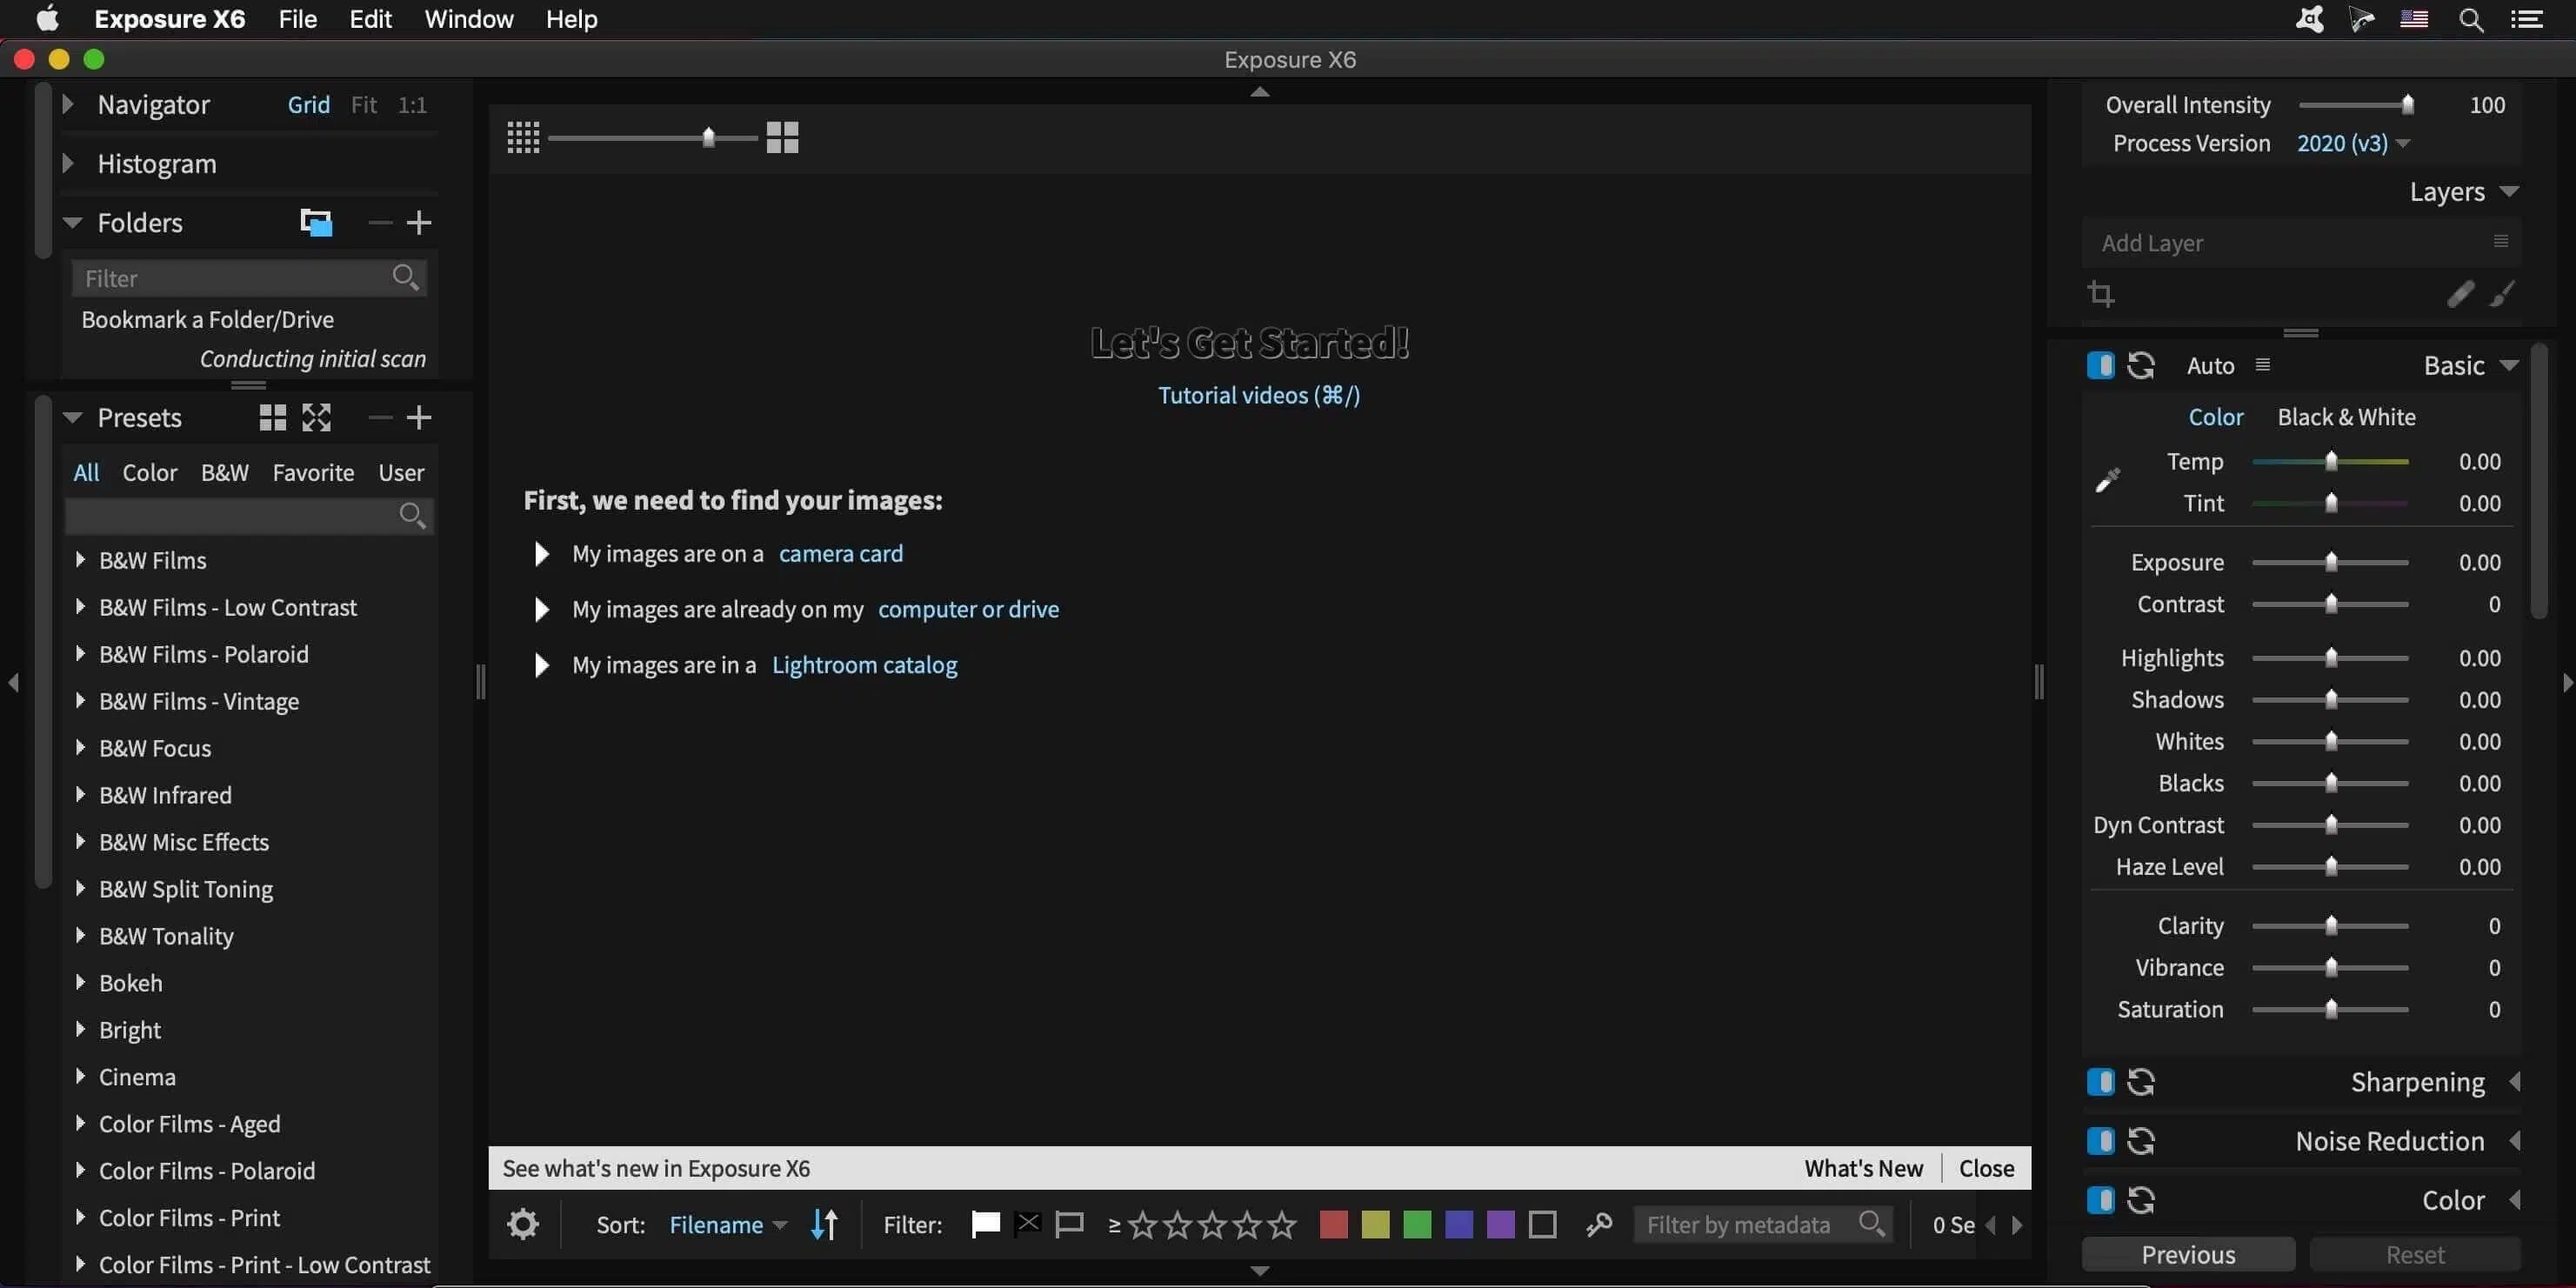 Exposure X6 File Edit Window Help
Exposure X6
Navigator Grid Fit 1:1
Histogram
Folders
Filter
Bookmark a Folder/Drive
Conducting initial scan
Presets
All Color B&W Favorite User
B&W Films
B&W Films - Low Contrast
B&W Films - Polaroid
B&W Films - Vintage
B&W Focus
B&W Infrared
B&W Misc Effects
B&W Split Toning
B&W Tonality
Bokeh
Bright
Cinema
Color Films - Aged
Color Films - Polaroid
Color Films - Print
Color Films - Print - Low Contrast
Let's Get Started!
Tutorial videos (⌘/)
First, we need to find your images:
My images are on a camera card
My images are already on my computer or drive
My images are in a Lightroom catalog
See what's new in Exposure X6 What's New Close
Sort: Filename Filter: ≥ Filter by metadata 0 Se
Overall Intensity 100
Process Version 2020 (v3)
Layers
Add Layer
Auto Basic
Color Black & White
Temp 0.00
Tint 0.00
Exposure 0.00
Contrast 0
Highlights 0.00
Shadows 0.00
Whites 0.00
Blacks 0.00
Dyn Contrast 0.00
Haze Level 0.00
Clarity 0
Vibrance 0
Saturation 0
Sharpening
Noise Reduction
Color
Previous Reset